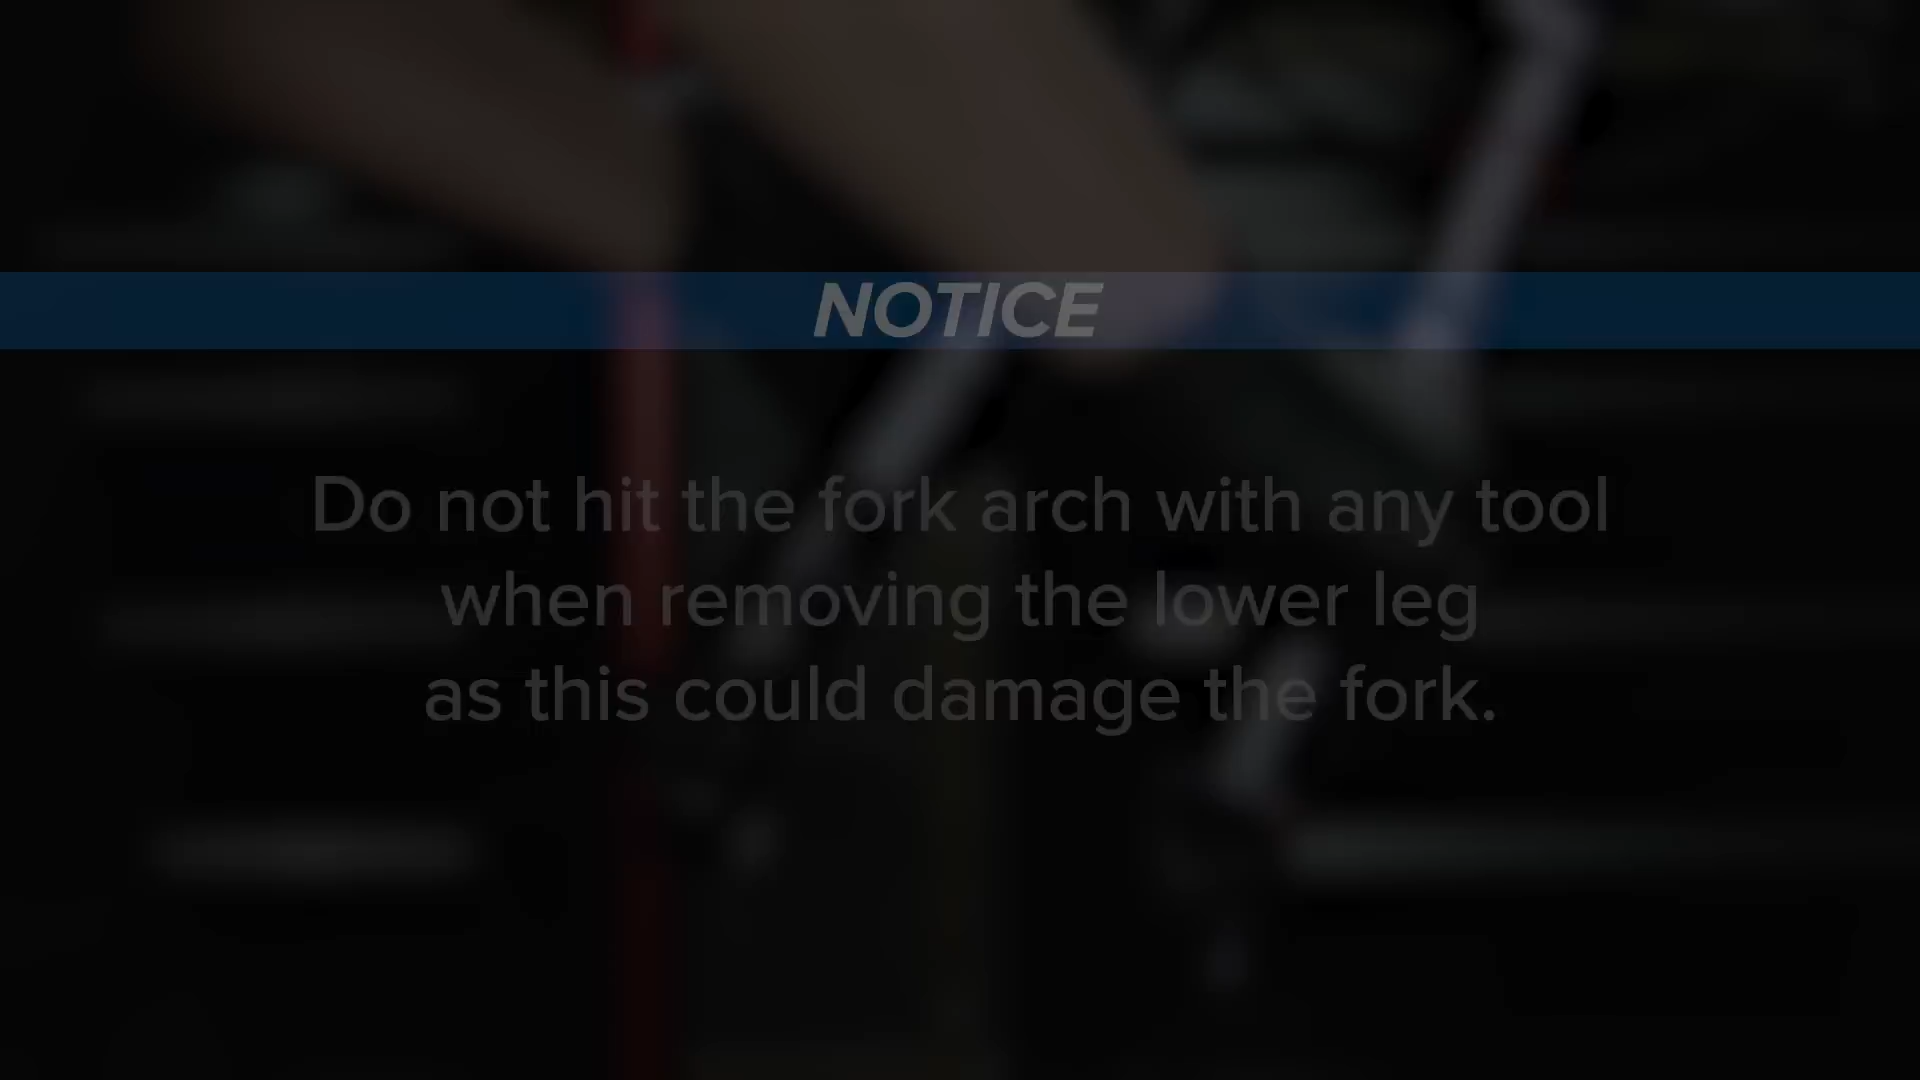 NOTICE
Do not hit the fork arch with any tool
when removing the lower leg
as this could damage the fork.